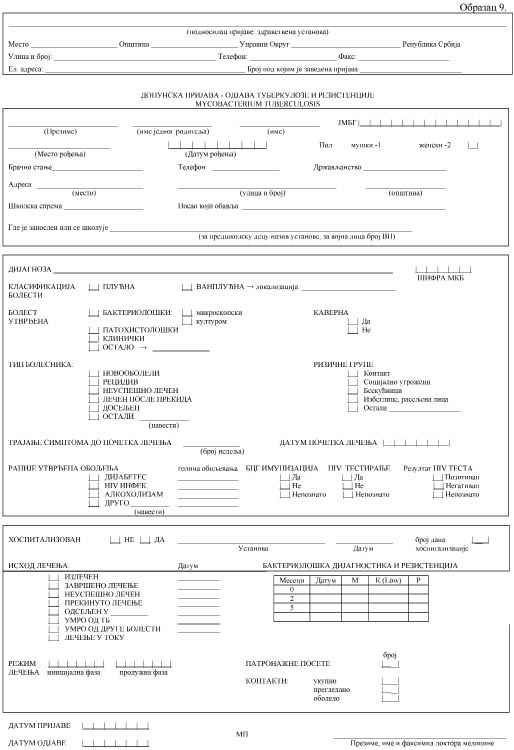 Образац 9.
(подносилац пријаве: здравствена установа)
Место Општина Управни Округ Република Србија
Улица и број: Телефон: Факс:
Ел. адреса: Број под којим је заведена пријава
ДОПУНСКА ПРИЈАВА - ОДЈАВА ТУБЕРКУЛОЗЕ И РЕЗИСТЕНЦИЈЕ
MYCOBACTERIUM TUBERCULOSIS
ЈМБГ
(Презиме) (име једног родитеља) (име)
Пол мушки -1 женски -2
(Место рођења) (Датум рођења)
Брачно стање Телефон Држављанство
Адреса
(место) (улица и број) (општина)
Школска спрема Посао који обавља
Где је запослен или се школује
(за предшколску децу назив установе, за војна лица број ВП)
ДИЈАГНОЗА
ШИФРА МКБ
КЛАСИФИКАЦИЈА ПЛУЋНА ВАНПЛУЋНА → локализација
БОЛЕСТИ
БОЛЕСТ БАКТЕРИОЛОШКИ: микроскопски КАВЕРНА
УТВРЂЕНА културом Да
ПАТОХИСТОЛОШКИ Не
КЛИНИЧКИ
ОСТАЛО →
ТИП БОЛЕСНИКА: РИЗИЧНЕ ГРУПЕ
НОВООБОЛЕЛИ Контакт
РЕЦИДИВ Социјално угрожени
НЕУСПЕШНО ЛЕЧЕН Бескућници
ЛЕЧЕН ПОСЛЕ ПРЕКИДА Избеглице, расељена лица
ДОСЕЉЕН Остали
ОСТАЛИ
(навести)
ТРАЈАЊЕ СИМПТОМА ДО ПОЧЕТКА ЛЕЧЕЊА ДАТУМ ПОЧЕТКА ЛЕЧЕЊА
(број недеља)
РАНИЈЕ УТВРЂЕНА ОБОЉЕЊА година обољевања БЦГ ИМУНИЗАЦИЈА HIV ТЕСТИРАЊЕ Резултат HIV ТЕСТА
ДИЈАБЕТЕС Да Да Позитиван
HIV ИНФЕК. Не Не Негативан
АЛКОХОЛИЗАМ Непознато Непознато Непознато
ДРУГО
(навести)
ХОСПИТАЛИЗОВАН НЕ ДА број дана
Установа Датум хоспитализације
ИСХОД ЛЕЧЕЊА: Датум БАКТЕРИОЛОШКА ДИЈАГНОСТИКА И РЕЗИСТЕНЦИЈА
ИЗЛЕЧЕН
ЗАВРШЕНО ЛЕЧЕЊЕ
НЕУСПЕШНО ЛЕЧЕН
ПРЕКИНУТО ЛЕЧЕЊЕ
ОДСЕЉЕН У
УМРО ОД ТБ
УМРО ОД ДРУГЕ БОЛЕСТИ
ЛЕЧЕЊЕ У ТОКУ
Месеци Датум М К (Löw) Р
0
2
5
број
РЕЖИМ ПАТРОНАЖНЕ ПОСЕТЕ
ЛЕЧЕЊА иницијална фаза продужна фаза
КОНТАКТИ: укупно
прегледано
оболело
ДАТУМ ПРИЈАВЕ
МП
ДАТУМ ОДЈАВЕ Презиме, име и факсимил доктора медицине